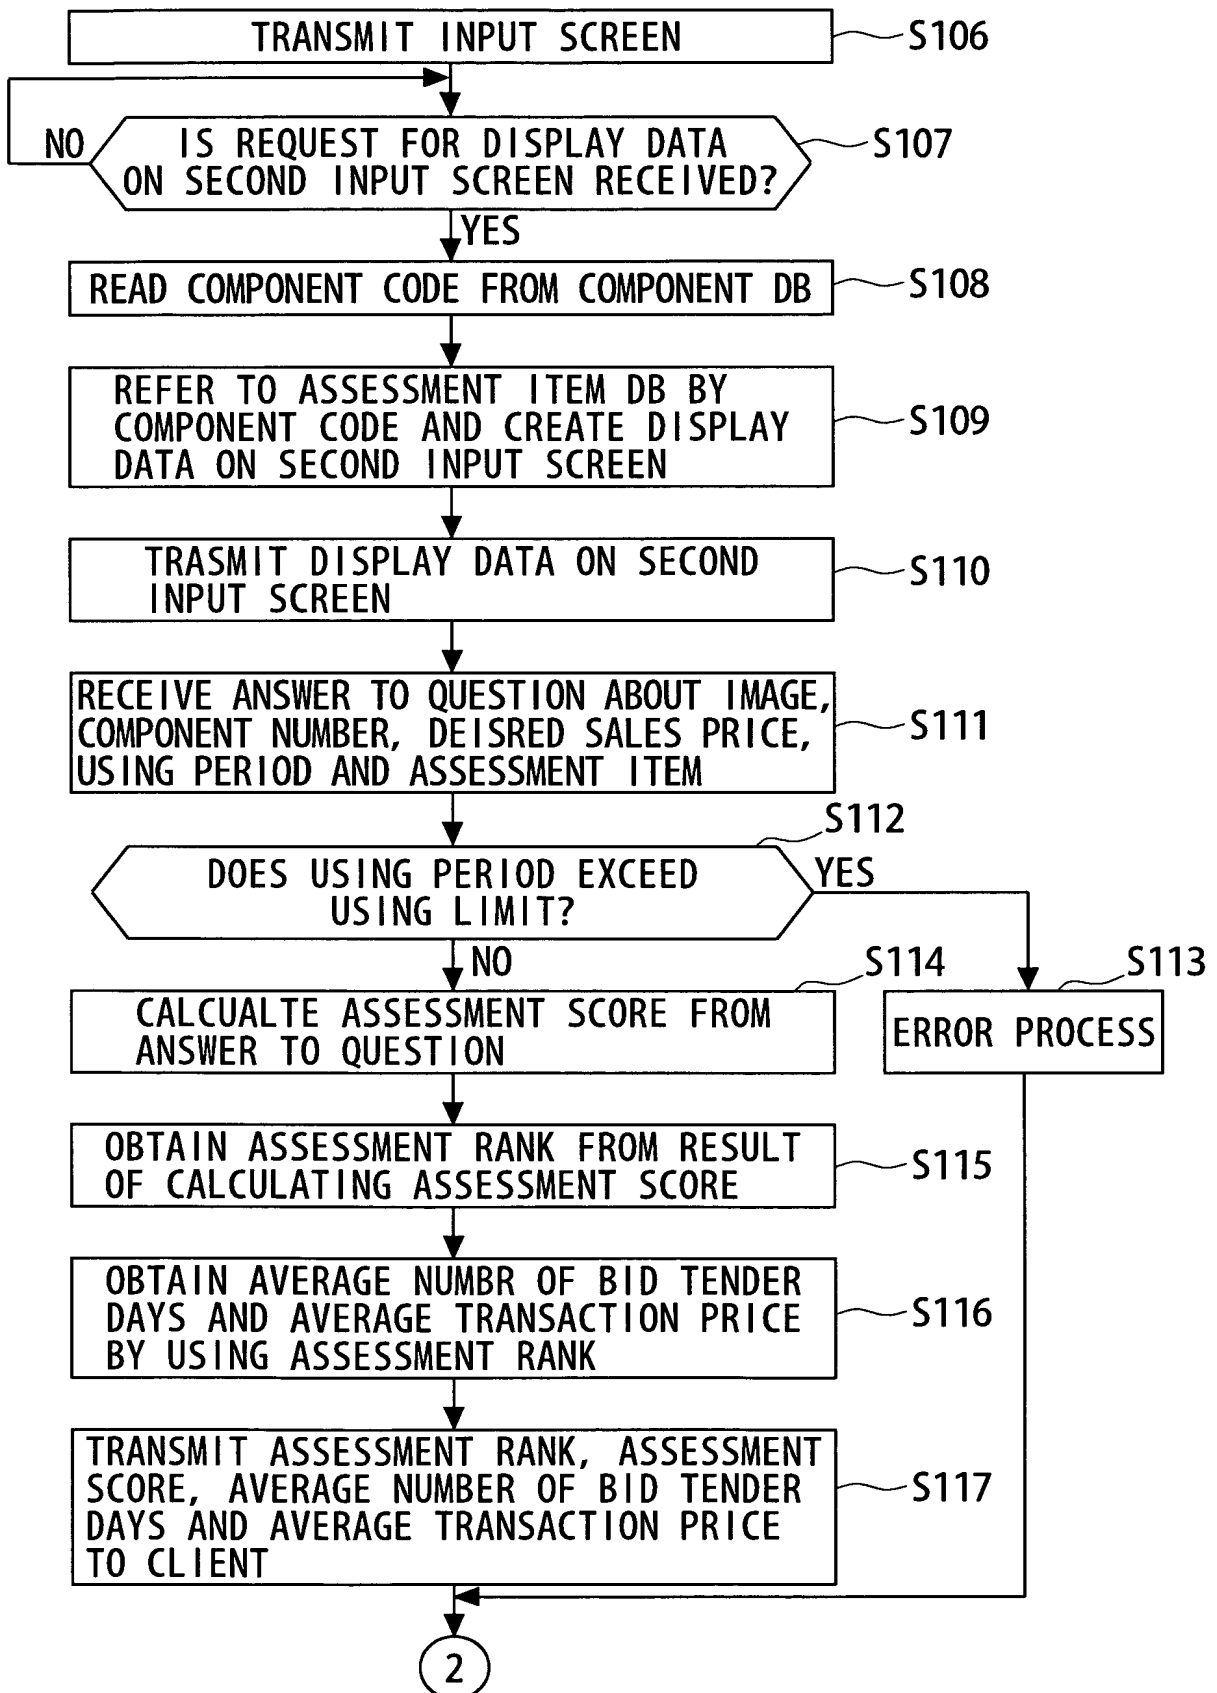 TRANSMIT INPUT SCREEN
S106
NO
IS REQUEST FOR DISPLAY DATA
ON SECOND INPUT SCREEN RECEIVED?
S107
YES
READ COMPONENT CODE FROM COMPONENT DB
S108
REFER TO ASSESSMENT ITEM DB BY
COMPONENT CODE AND CREATE DISPLAY
DATA ON SECOND INPUT SCREEN
S109
TRASMIT DISPLAY DATA ON SECOND
INPUT SCREEN
S110
RECEIVE ANSWER TO QUESTION ABOUT IMAGE,
COMPONENT NUMBER, DEISRED SALES PRICE,
USING PERIOD AND ASSESSMENT ITEM
S111
S112
DOES USING PERIOD EXCEED
USING LIMIT?
YES
NO
S114
S113
CALCUALTE ASSESSMENT SCORE FROM
ANSWER TO QUESTION
ERROR PROCESS
OBTAIN ASSESSMENT RANK FROM RESULT
OF CALCULATING ASSESSMENT SCORE
S115
OBTAIN AVERAGE NUMBR OF BID TENDER
DAYS AND AVERAGE TRANSACTION PRICE
BY USING ASSESSMENT RANK
S116
TRANSMIT ASSESSMENT RANK, ASSESSMENT
SCORE, AVERAGE NUMBER OF BID TENDER
DAYS AND AVERAGE TRANSACTION PRICE
TO CLIENT
S117
2